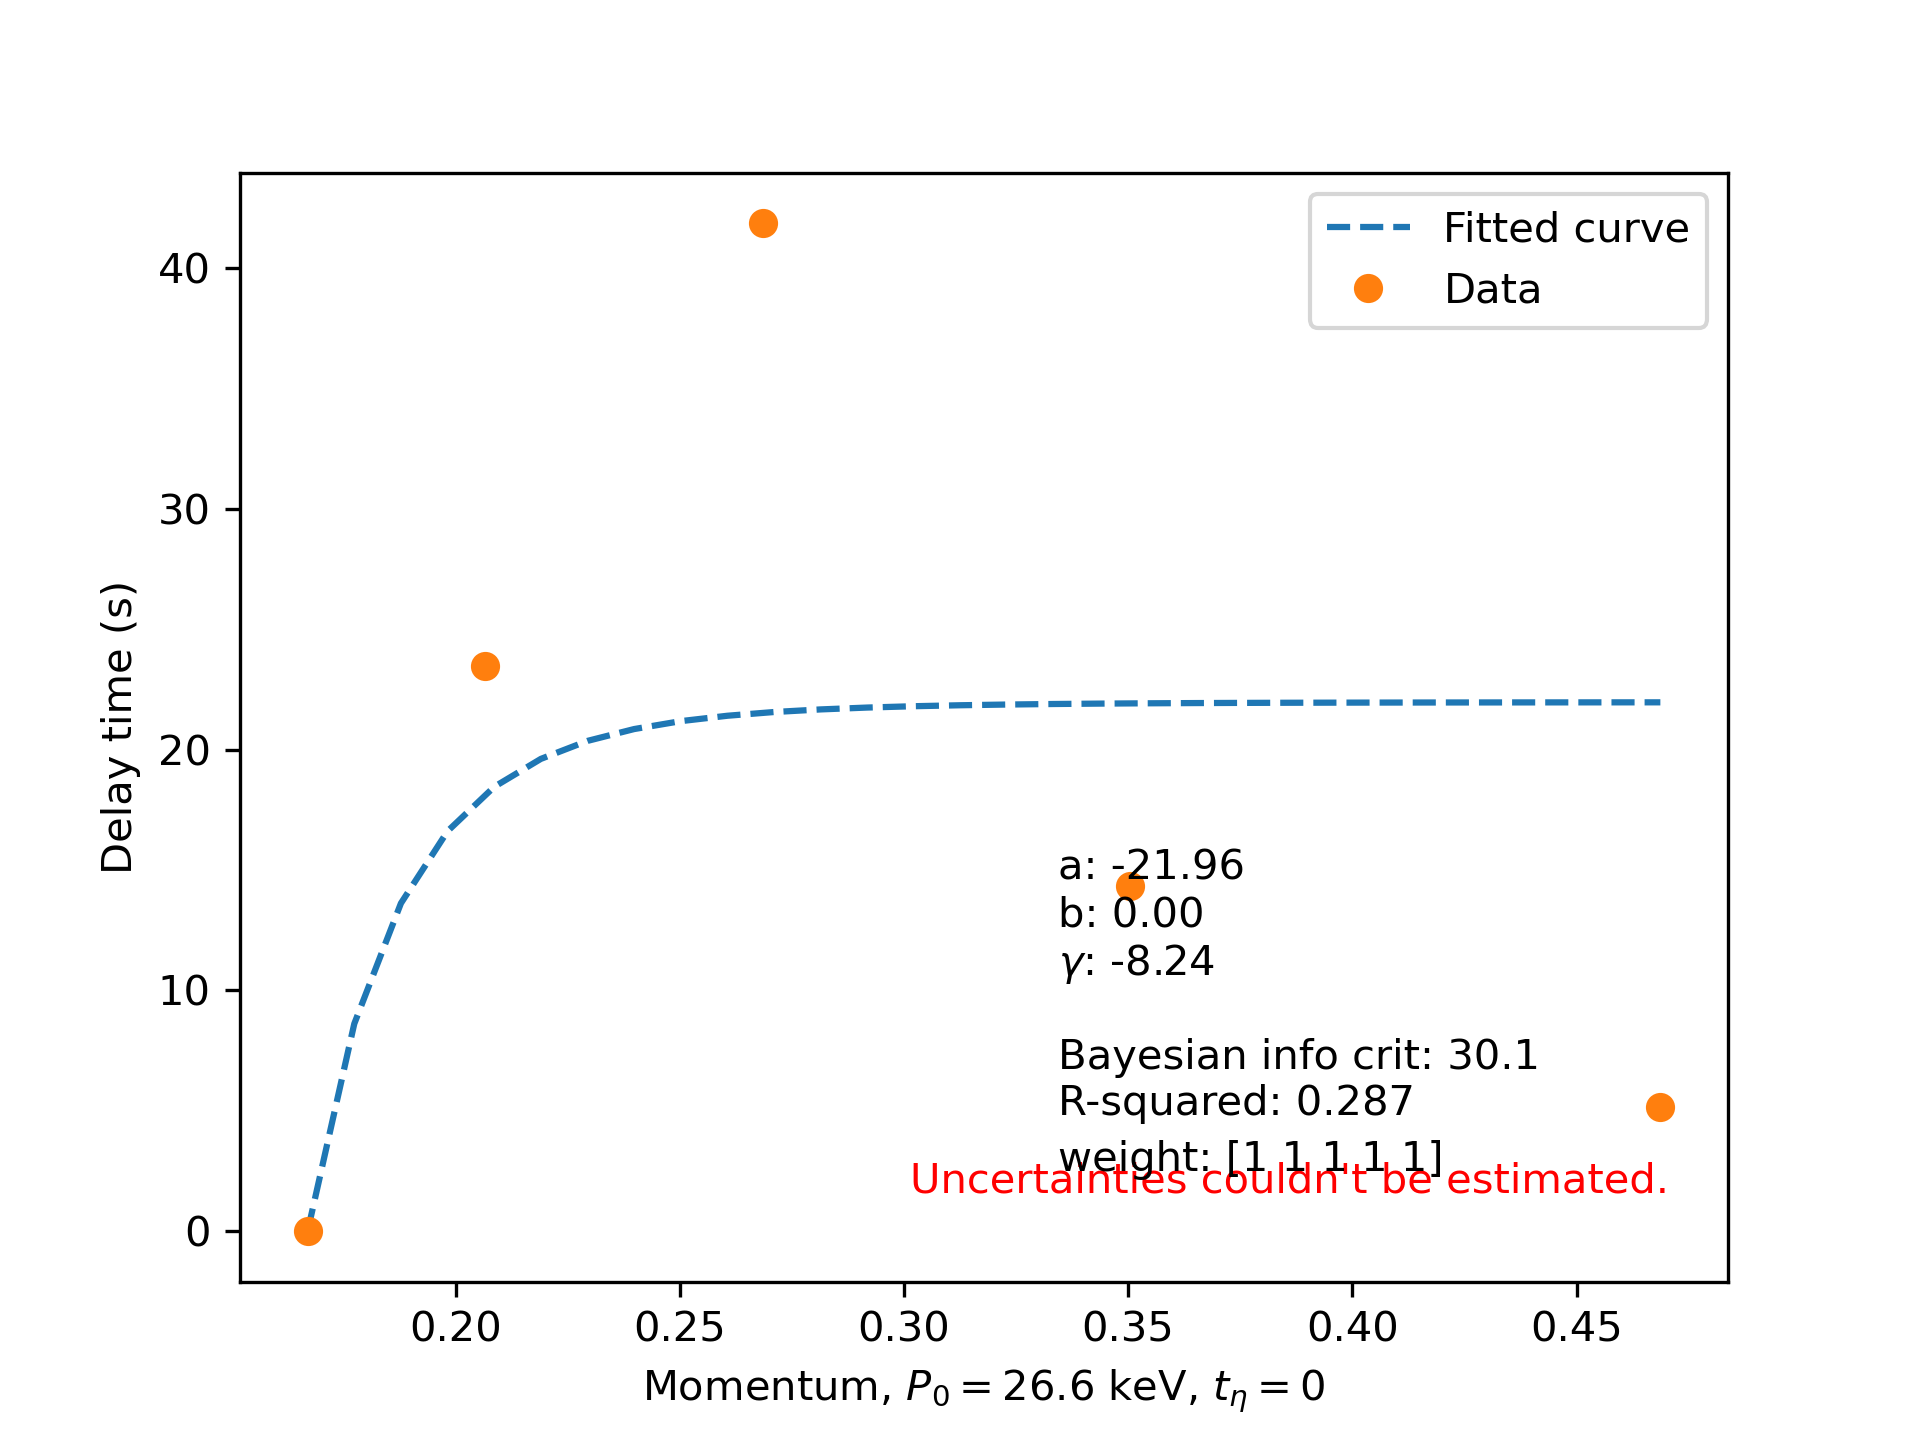 Fitted curve
Data
40
30
20
10
0
Delay time (s)
a: -21.96
b: 0.00
γ: -8.24
Bayesian info crit: 30.1
R-squared: 0.287
weight: [1 1 1 1 1]
Uncertainties couldn't be estimated.
0.20 0.25 0.30 0.35 0.40 0.45
Momentum, P₀ = 26.6 keV, tη = 0